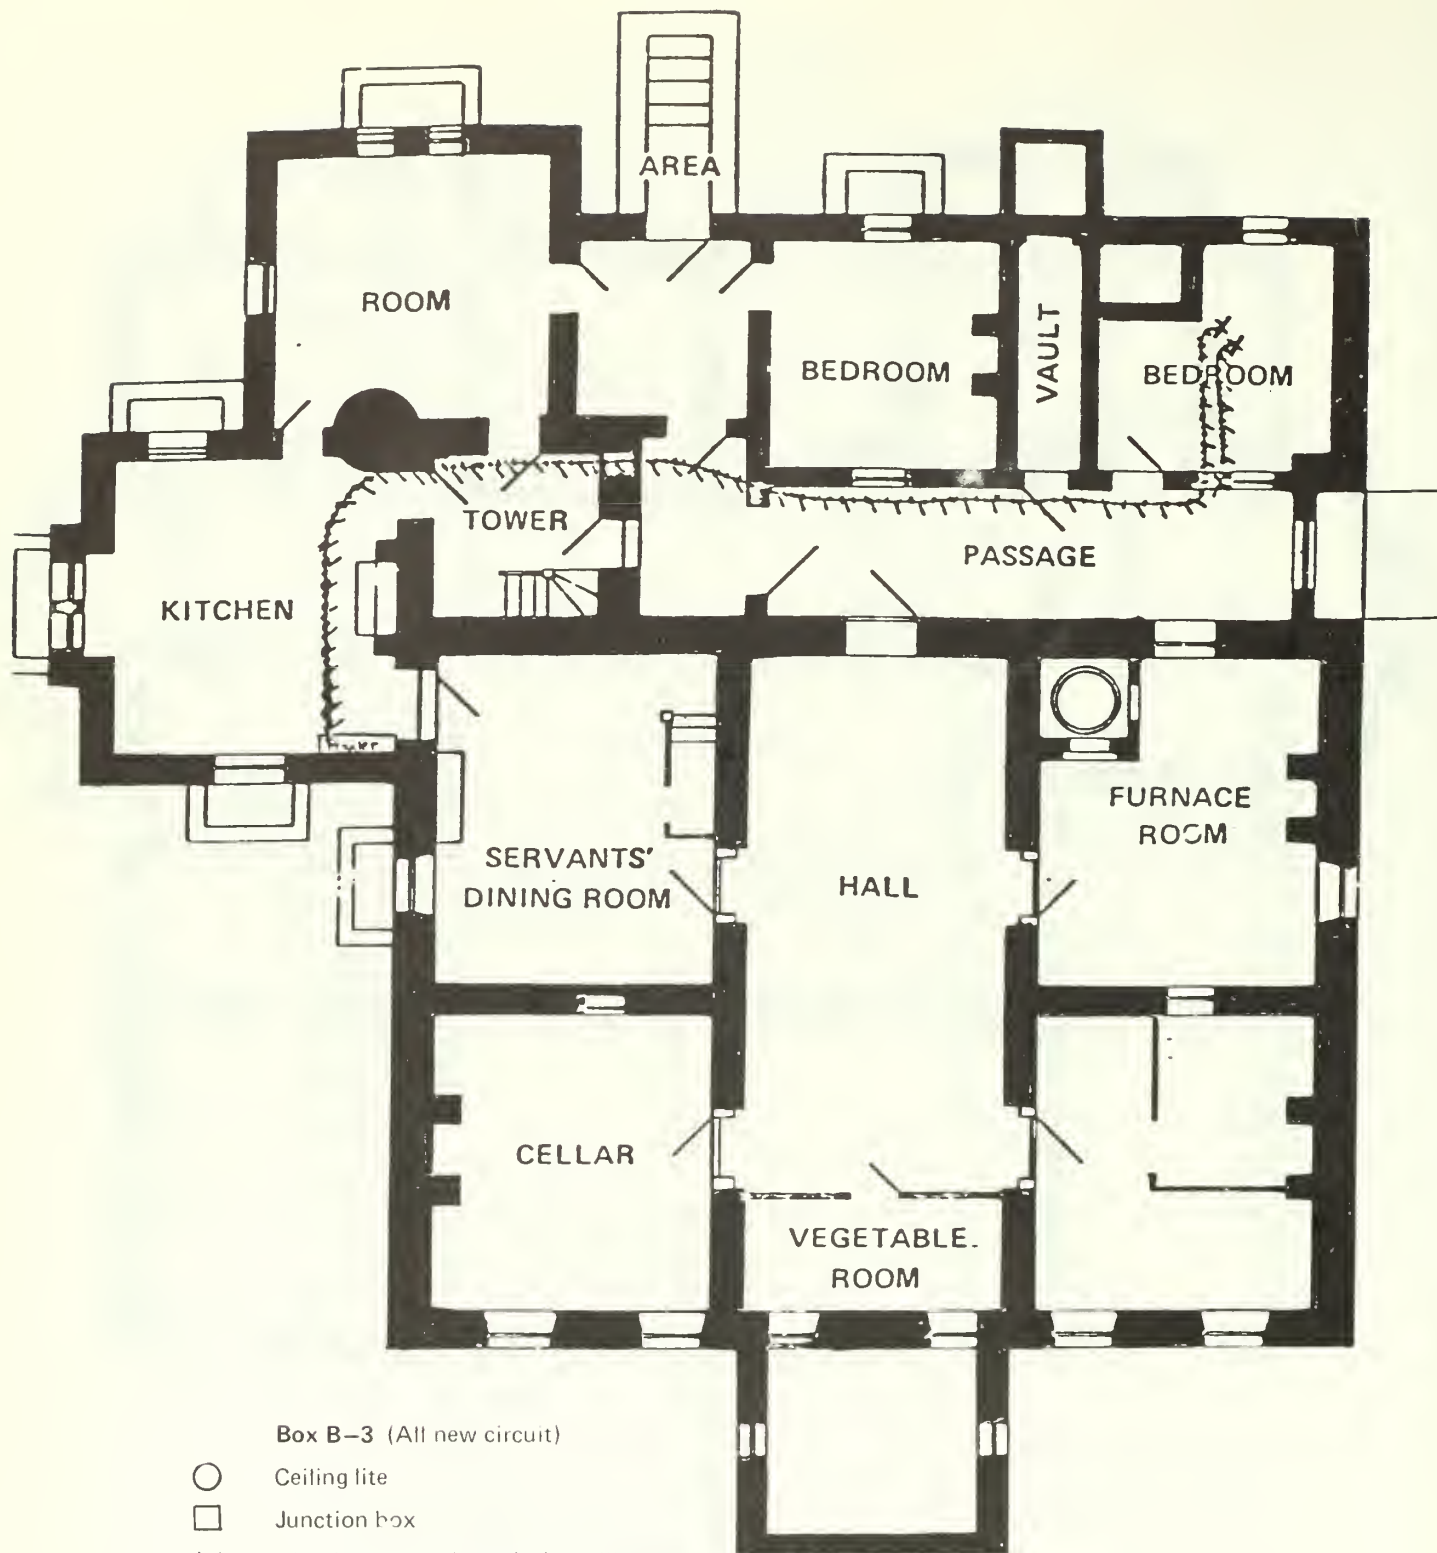 AREA
ROOM
BEDROOM
VAULT
BEDROOM
TOWER
PASSAGE
KITCHEN
FURNACE
ROOM
SERVANTS'
DINING ROOM
HALL
CELLAR
VEGETABLE
ROOM
Box B–3 (All new circuit)
Ceiling lite
Junction box